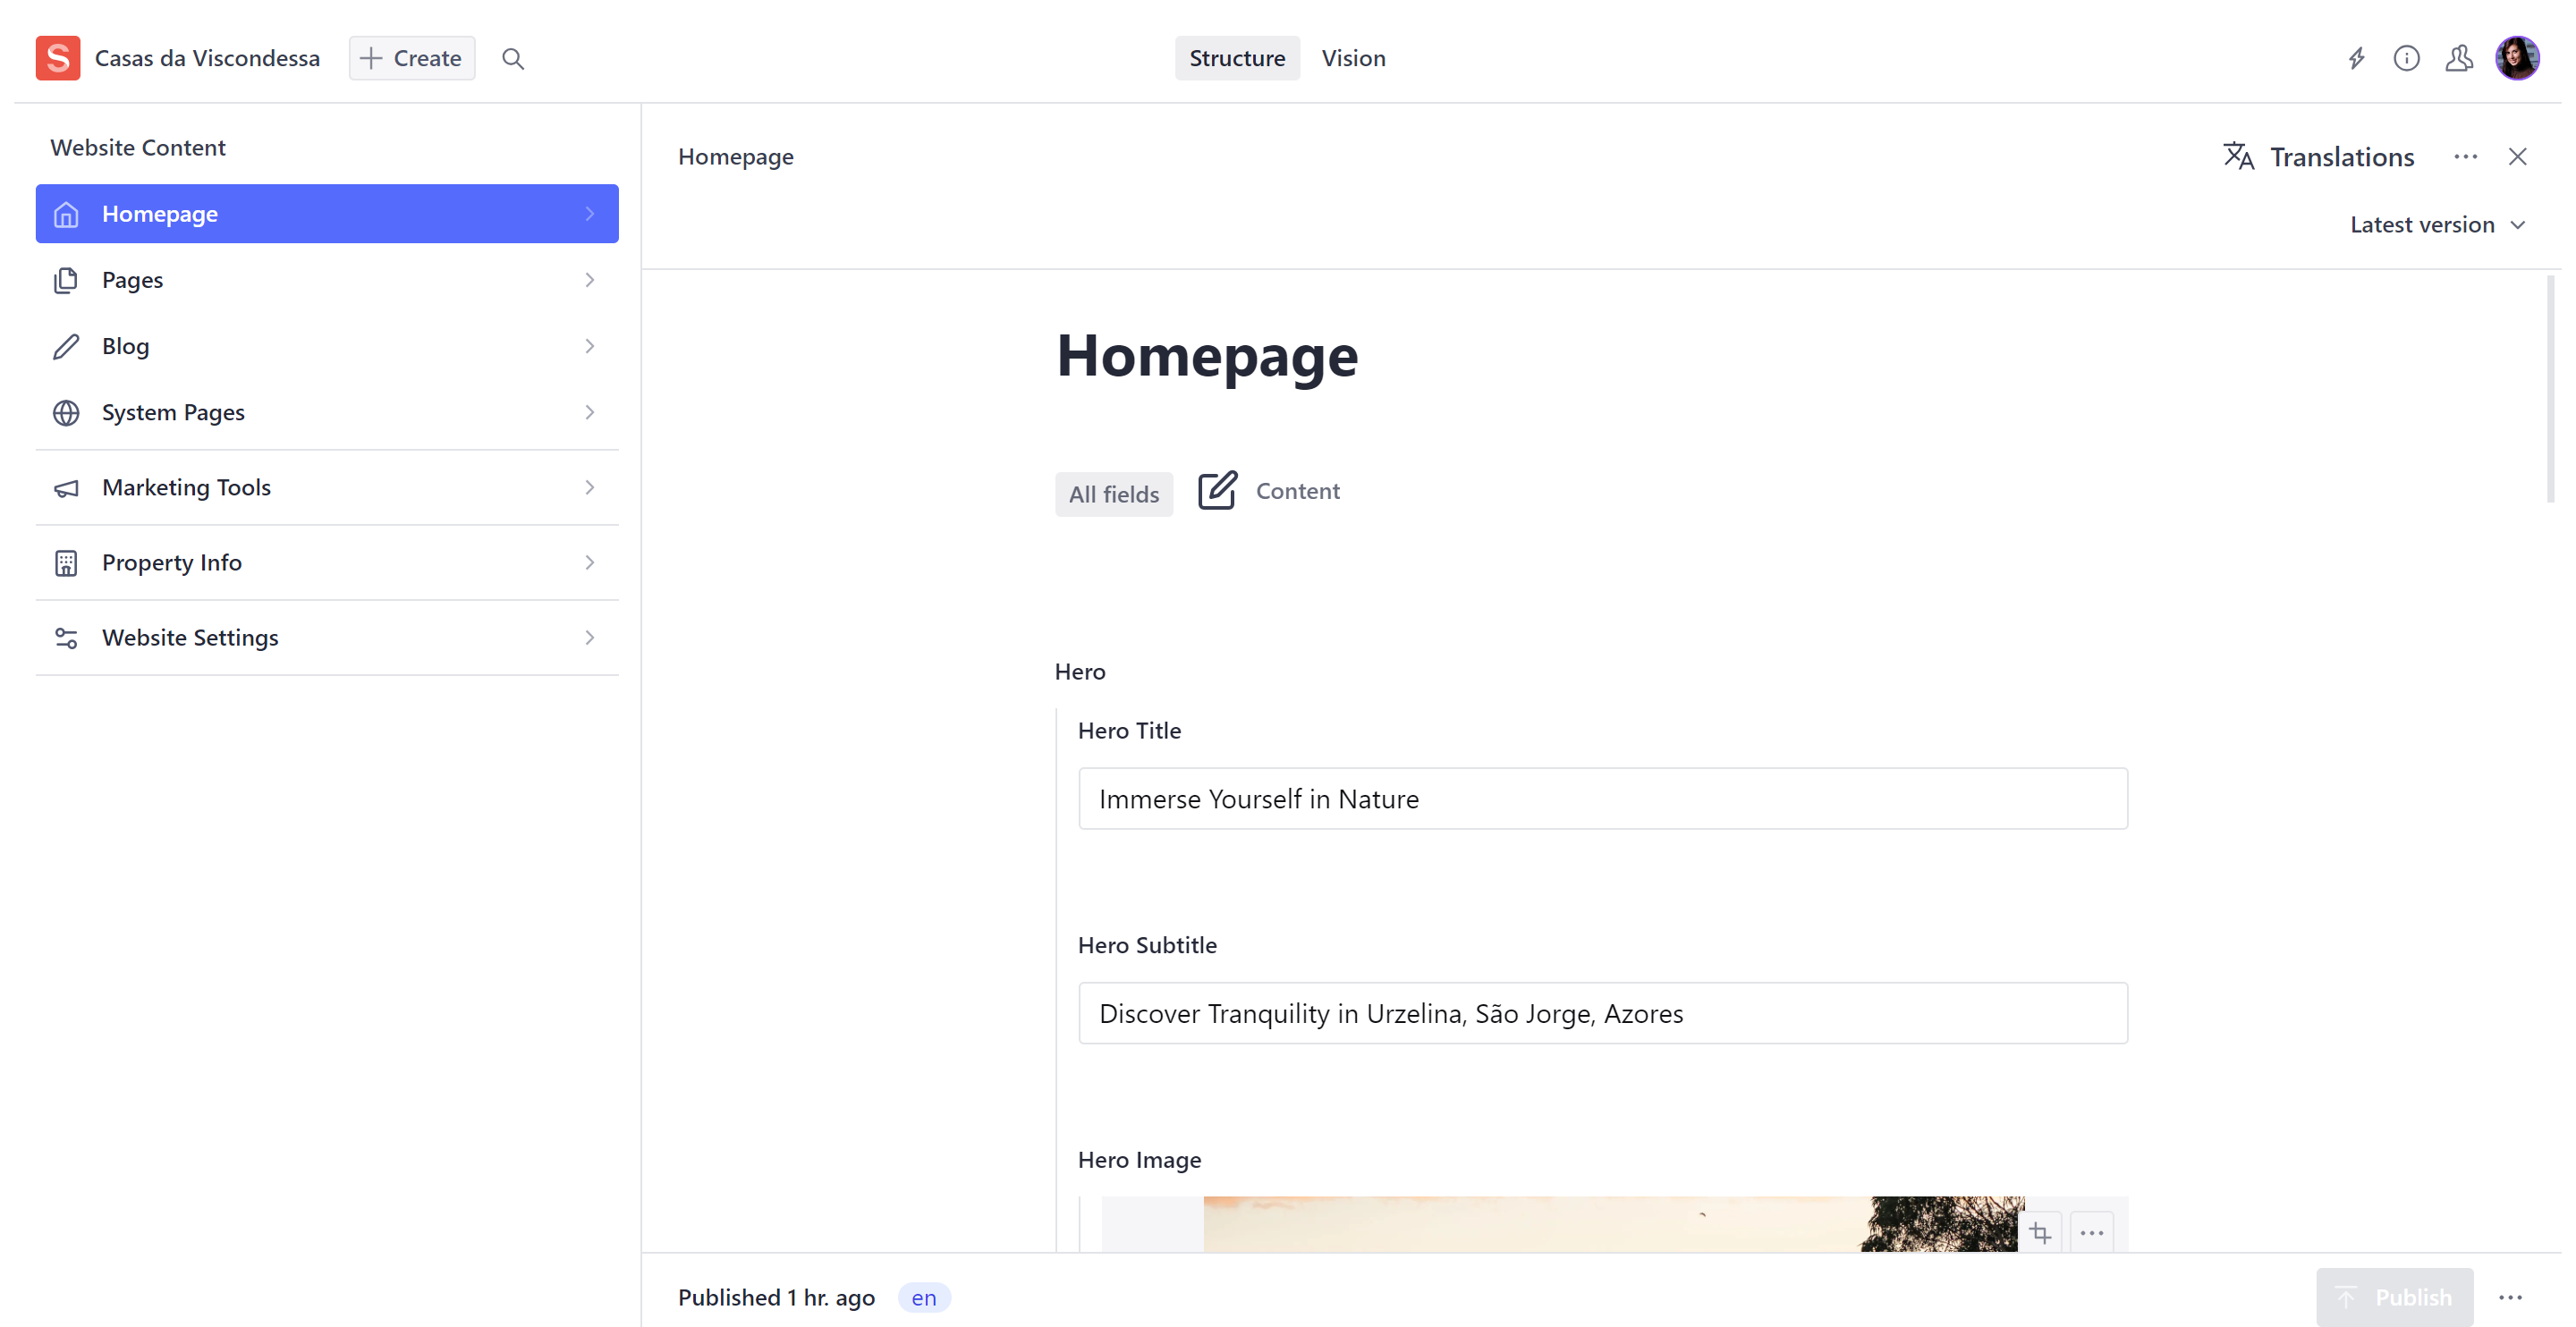 S Casas da Viscondessa Create Structure Vision
Website Content
Homepage
Pages
Blog
System Pages
Marketing Tools
Property Info
Website Settings
Homepage Translations
Latest version
Homepage
All fields Content
Hero
Hero Title
Immerse Yourself in Nature
Hero Subtitle
Discover Tranquility in Urzelina, São Jorge, Azores
Hero Image
Published 1 hr. ago en Publish